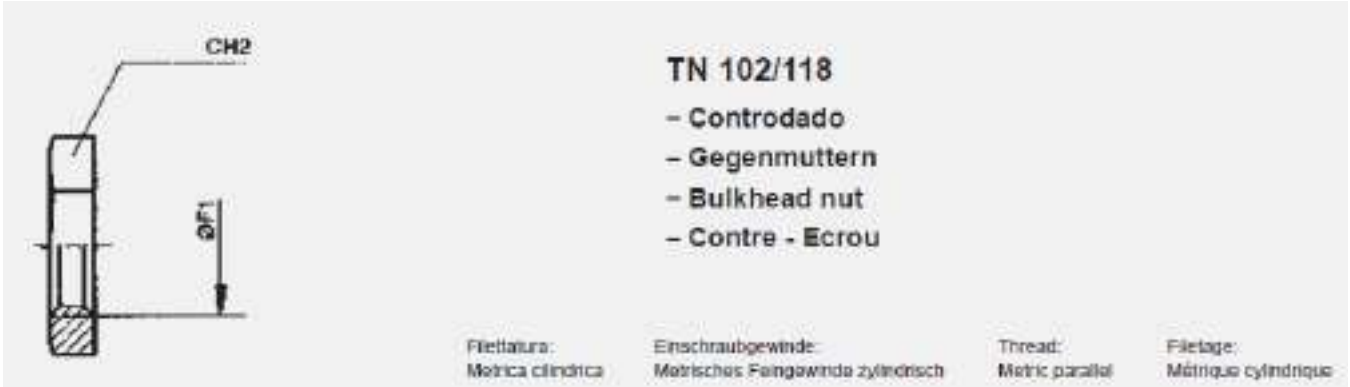 CH2
TN 102/118
– Controdado
– Gegenmuttern
– Bulkhead nut
– Contre - Ecrou
ØF1
Filettatura:
Metrica cilindrica
Einschraubgewinde:
Metrisches Feingewinde zylindrisch
Thread:
Metric parallel
Filetage:
Métrique cylindrique